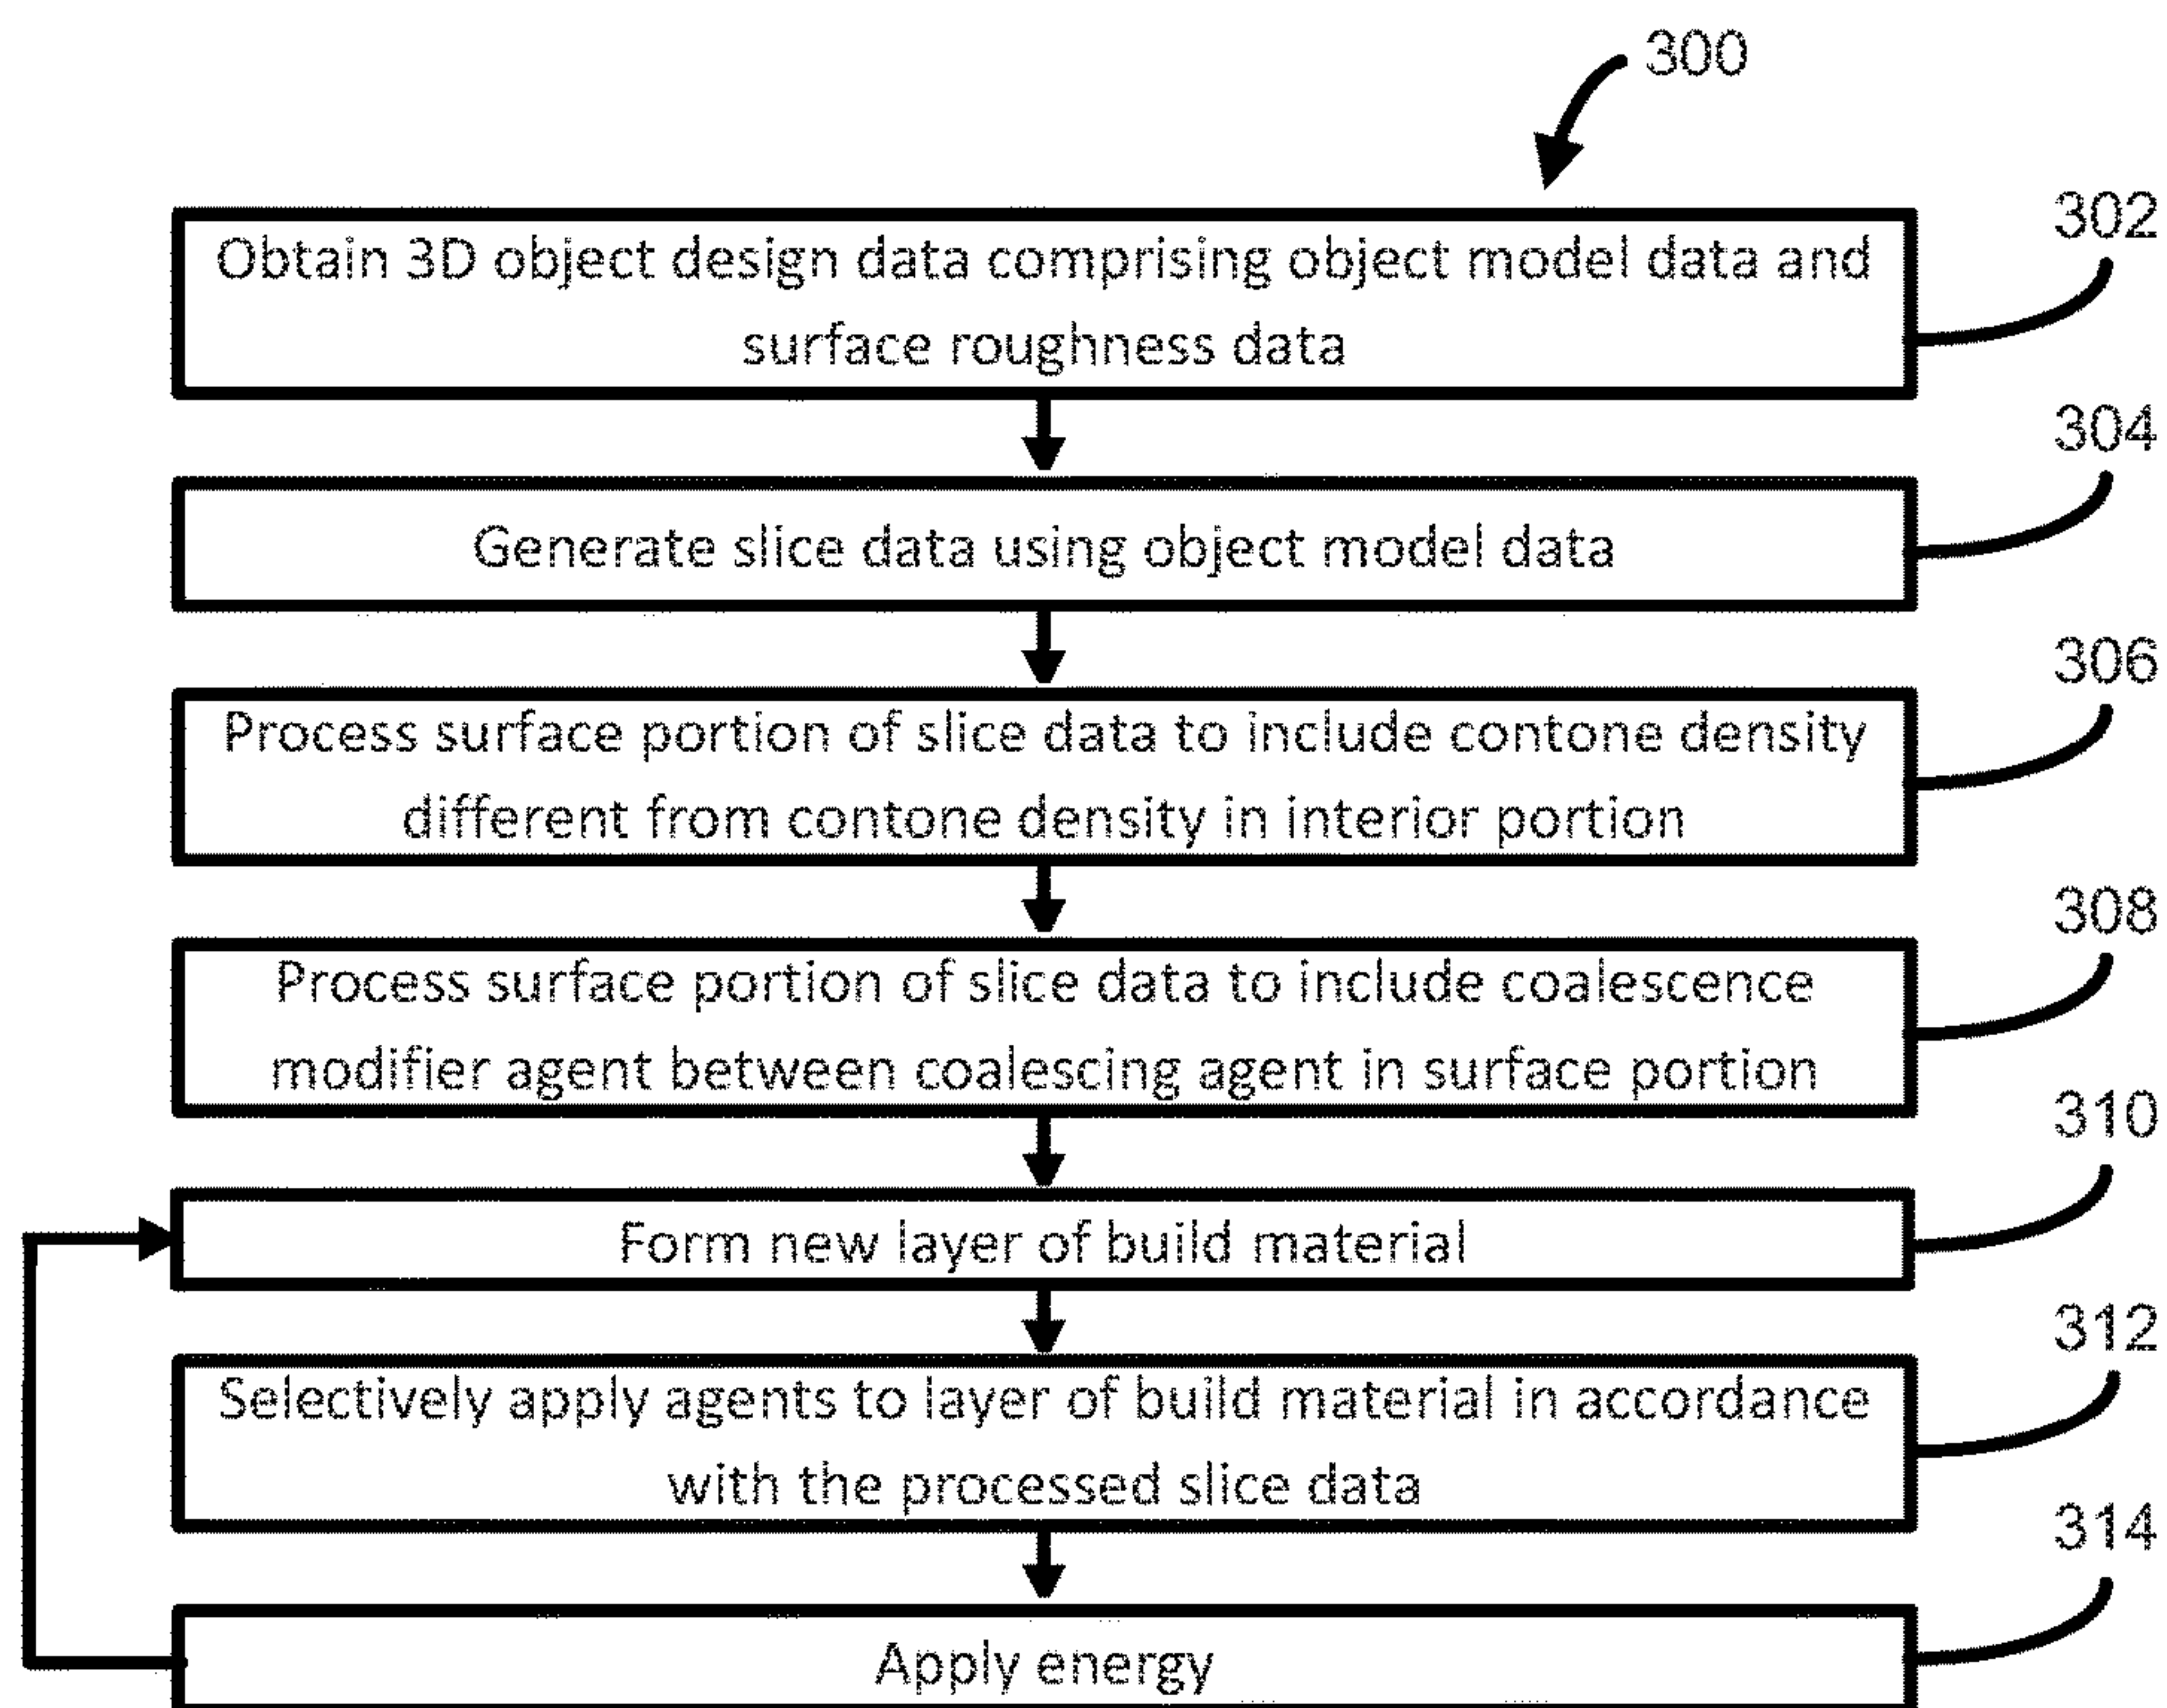 300
302
Obtain 3D object design data comprising object model data and
surface roughness data
304
Generate slice data using object model data
306
Process surface portion of slice data to include contone density
different from contone density in interior portion
308
Process surface portion of slice data to include coalescence
modifier agent between coalescing agent in surface portion
310
Form new layer of build material
312
Selectively apply agents to layer of build material in accordance
with the processed slice data
314
Apply energy